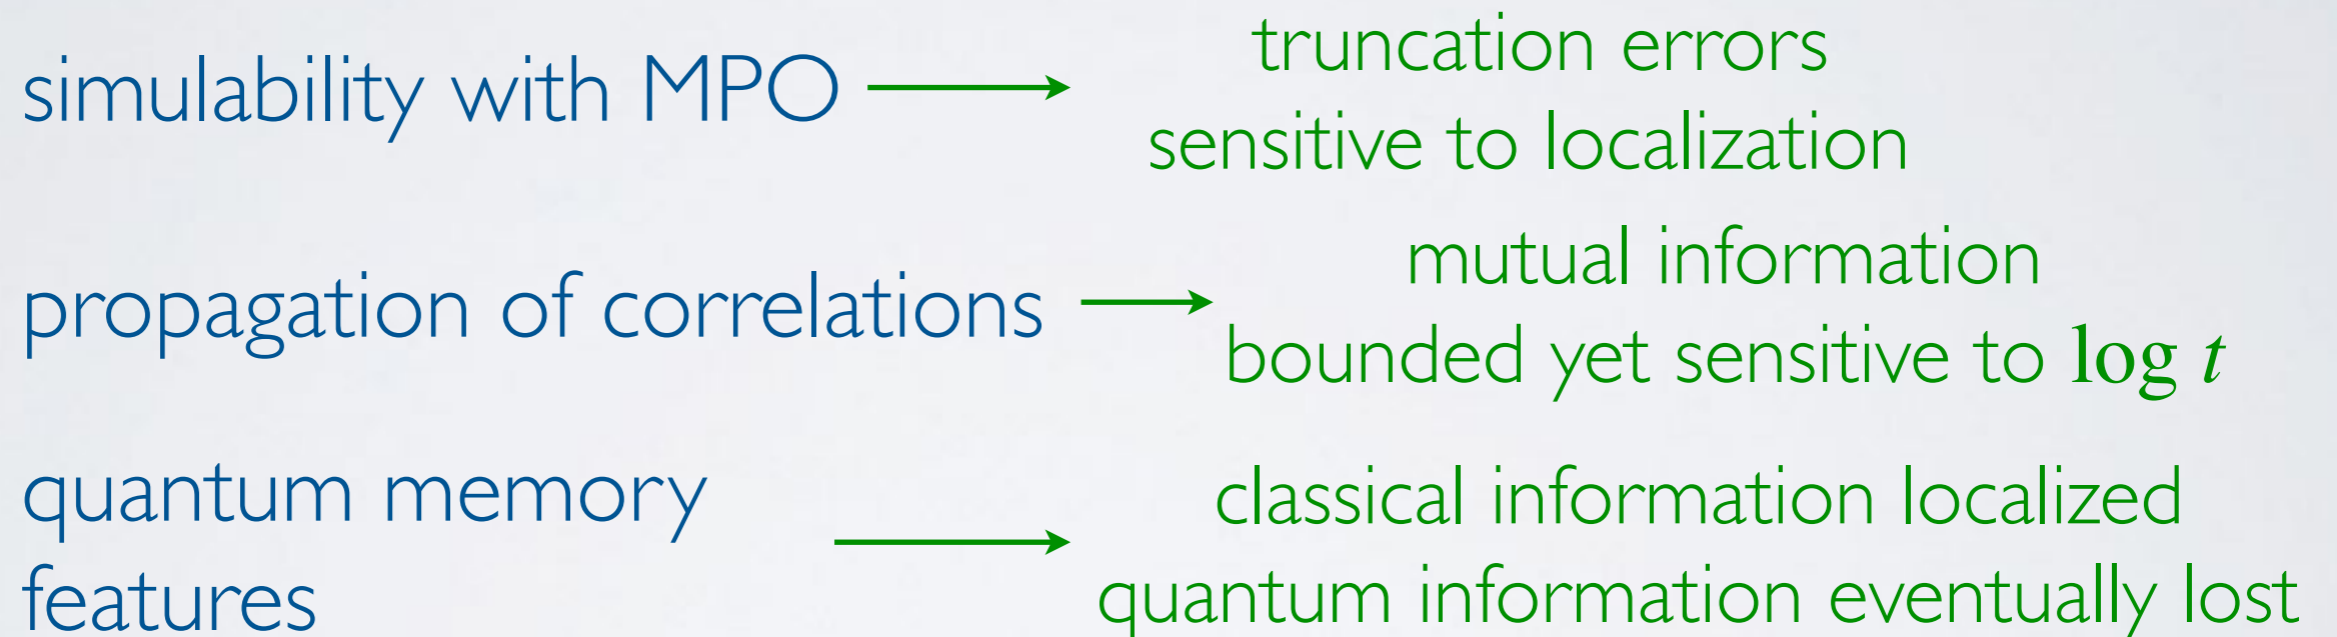 simulability with MPO
truncation errors
sensitive to localization
propagation of correlations
mutual information
bounded yet sensitive to log t
quantum memory
features
classical information localized
quantum information eventually lost